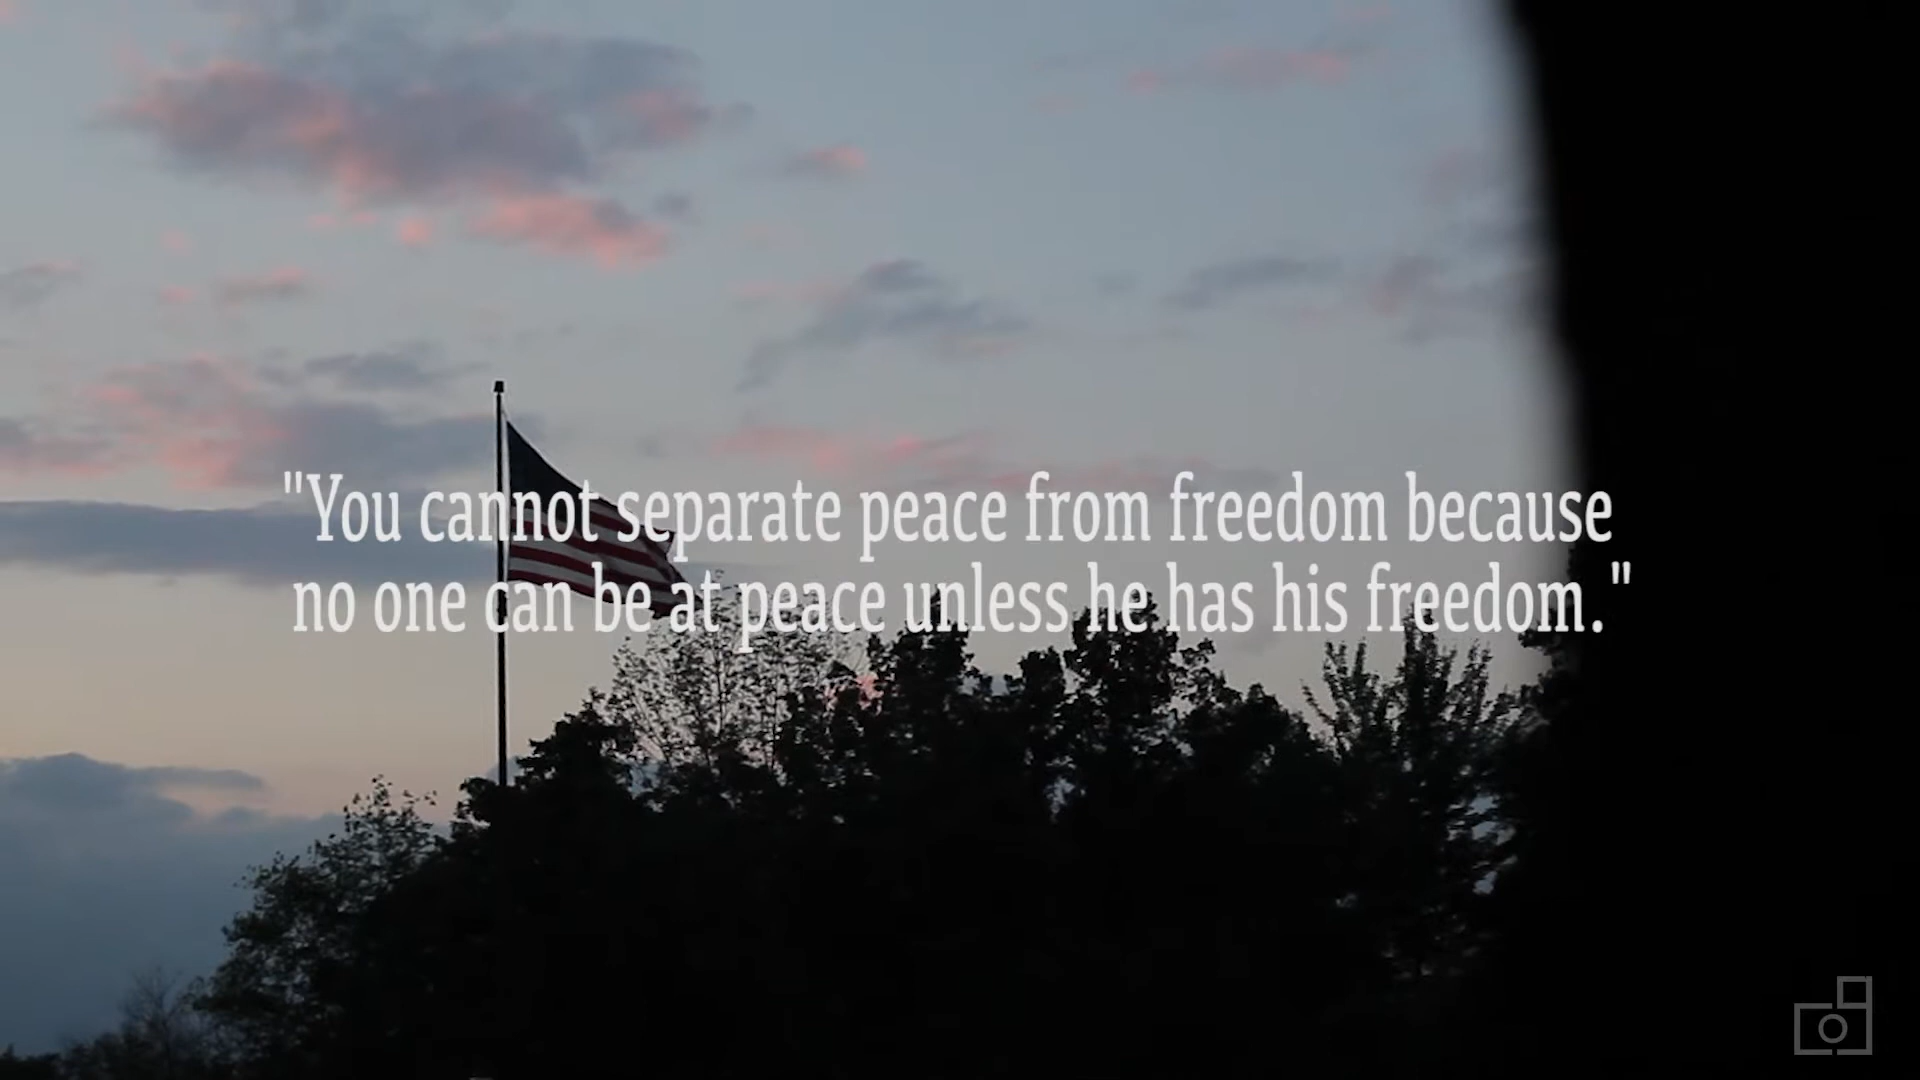 "You cannot separate peace from freedom because
no one can be at peace unless he has his freedom."